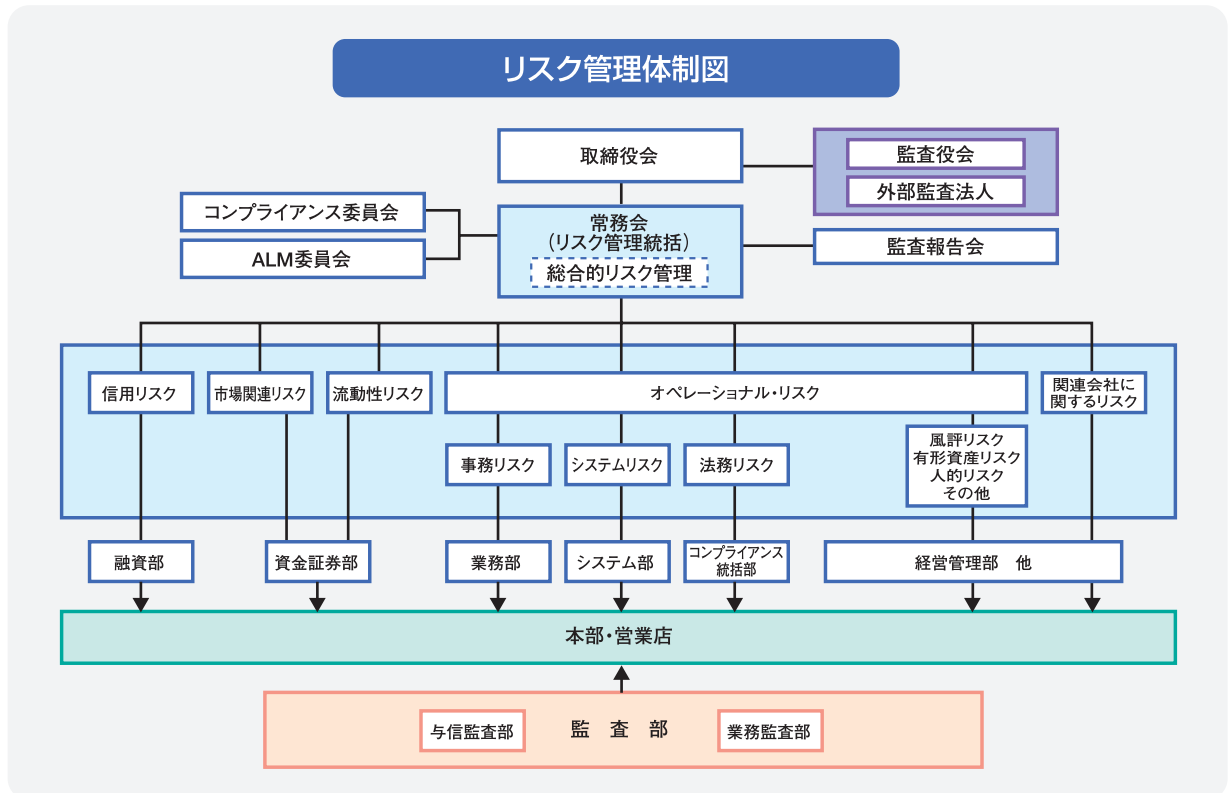 リスク管理体制図
取締役会
監査役会
外部監査法人
コンプライアンス委員会
ALM委員会
常務会
(リスク管理統括)
総合的リスク管理
監査報告会
信用リスク
市場関連リスク
流動性リスク
オペレーショナル・リスク
関連会社に
関するリスク
事務リスク
システムリスク
法務リスク
風評リスク
有形資産リスク
人的リスク
その他
融資部
資金証券部
業務部
システム部
コンプライアンス
統括部
経営管理部　他
本部・営業店
与信監査部
監　査　部
業務監査部